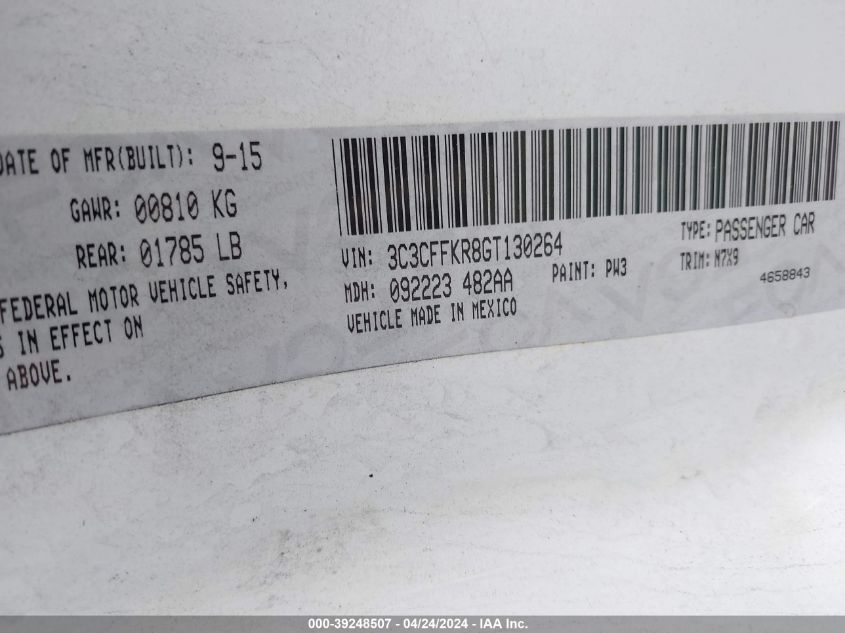 DATE OF MFR(BUILT): 9-15
GAWR: 00810 KG
REAR: 01785 LB
FEDERAL MOTOR VEHICLE SAFETY,
S IN EFFECT ON
ABOVE.
VIN: 3C3CFFKR8GT130264
TYPE: PASSENGER CAR
MDH: 092223 482AA
PAINT: PW3
TRIM: N7X9
VEHICLE MADE IN MEXICO
4658843
000-39248507 - 04/24/2024 - IAA Inc.